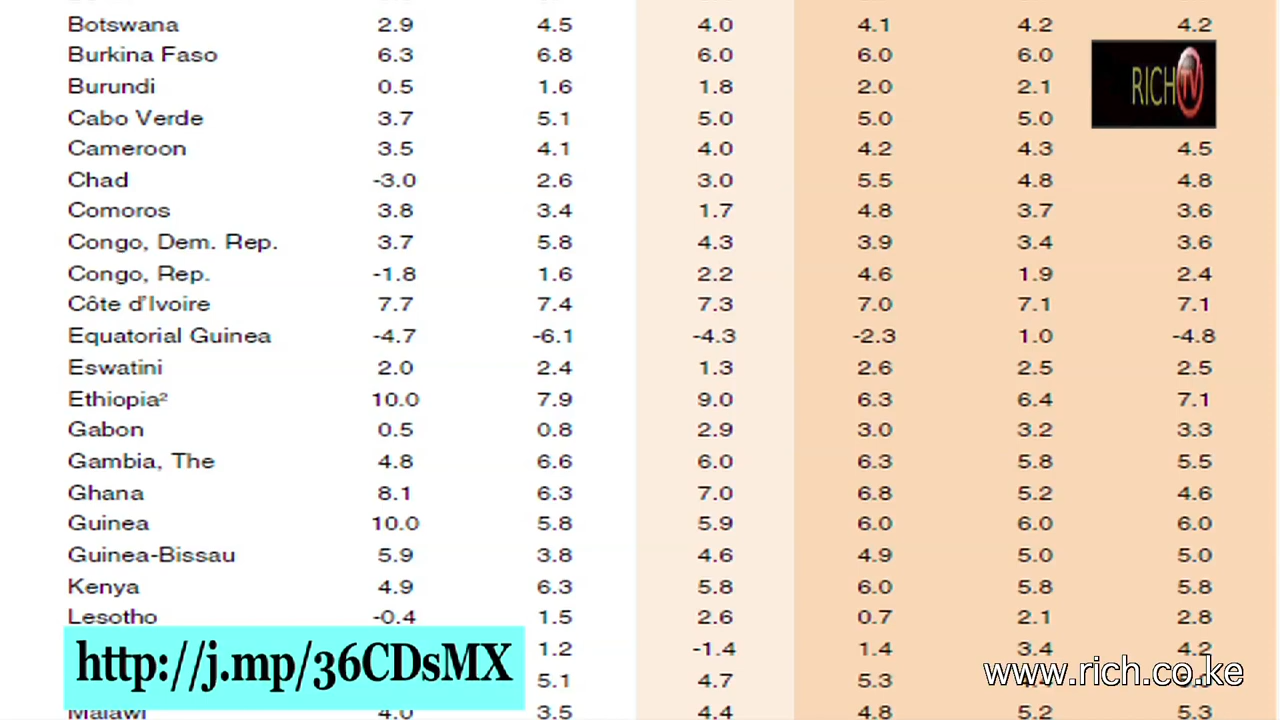 Botswana 2.9 4.5 4.0 4.1 4.2 4.2
Burkina Faso 6.3 6.8 6.0 6.0 6.0
Burundi 0.5 1.6 1.8 2.0 2.1
RICH TV
Cabo Verde 3.7 5.1 5.0 5.0 5.0
Cameroon 3.5 4.1 4.0 4.2 4.3 4.5
Chad -3.0 2.6 3.0 5.5 4.8 4.8
Comoros 3.8 3.4 1.7 4.8 3.7 3.6
Congo, Dem. Rep. 3.7 5.8 4.3 3.9 3.4 3.6
Congo, Rep. -1.8 1.6 2.2 4.6 1.9 2.4
Côte d'Ivoire 7.7 7.4 7.3 7.0 7.1 7.1
Equatorial Guinea -4.7 -6.1 -4.3 -2.3 1.0 -4.8
Eswatini 2.0 2.4 1.3 2.6 2.5 2.5
Ethiopia² 10.0 7.9 9.0 6.3 6.4 7.1
Gabon 0.5 0.8 2.9 3.0 3.2 3.3
Gambia, The 4.8 6.6 6.0 6.3 5.8 5.5
Ghana 8.1 6.3 7.0 6.8 5.2 4.6
Guinea 10.0 5.8 5.9 6.0 6.0 6.0
Guinea-Bissau 5.9 3.8 4.6 4.9 5.0 5.0
Kenya 4.9 6.3 5.8 6.0 5.8 5.8
Lesotho -0.4 1.5 2.6 0.7 2.1 2.8
1.2 -1.4 1.4 3.4 4.2
http://j.mp/36CDsMX
www.rich.co.ke
5.1 4.7 5.3
Malawi 4.0 3.5 4.4 4.8 5.2 5.3